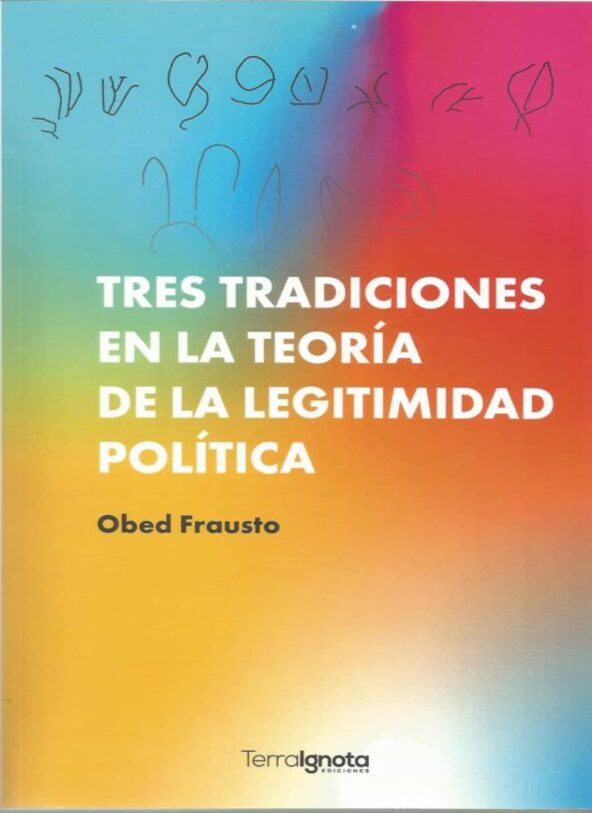 TRES TRADICIONES
EN LA TEORÍA
DE LA LEGITIMIDAD
POLÍTICA
Obed Frausto
TerraIgnota
EDICIONES